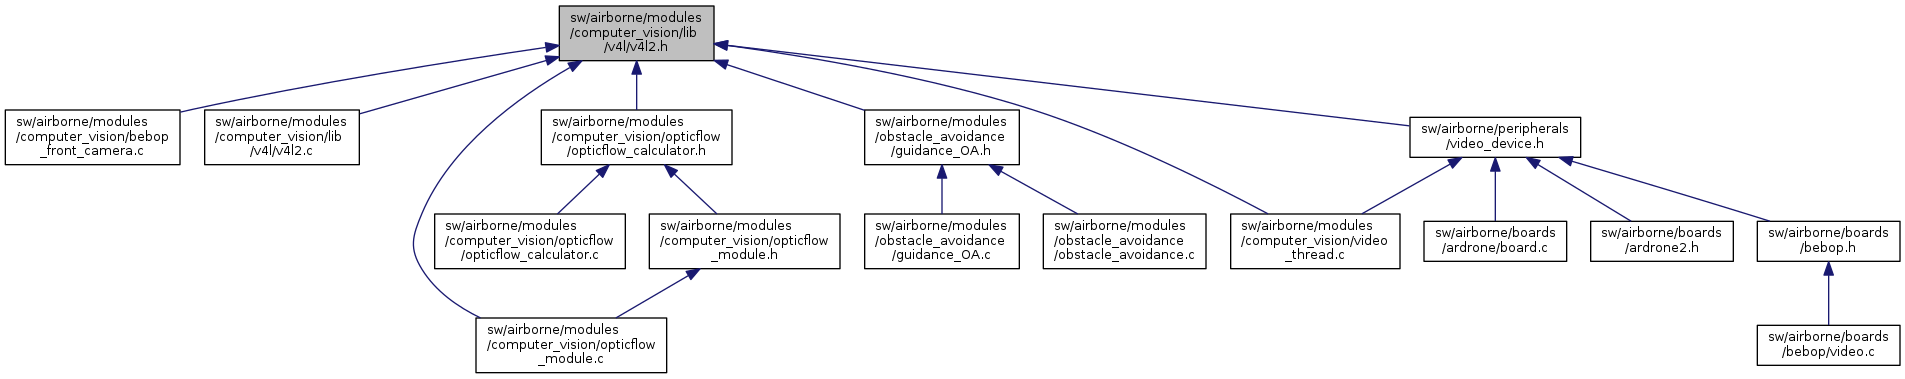 sw/airborne/modules
/computer_vision/lib
/v4l/v4l2.h
sw/airborne/modules
/computer_vision/bebop
_front_camera.c
sw/airborne/modules
/computer_vision/lib
/v4l/v4l2.c
sw/airborne/modules
/computer_vision/opticflow
/opticflow_calculator.h
sw/airborne/modules
/obstacle_avoidance
/guidance_OA.h
sw/airborne/peripherals
/video_device.h
sw/airborne/modules
/computer_vision/opticflow
/opticflow_calculator.c
sw/airborne/modules
/computer_vision/opticflow
_module.h
sw/airborne/modules
/obstacle_avoidance
/guidance_OA.c
sw/airborne/modules
/obstacle_avoidance
/obstacle_avoidance.c
sw/airborne/modules
/computer_vision/video
_thread.c
sw/airborne/boards
/ardrone/board.c
sw/airborne/boards
/ardrone2.h
sw/airborne/boards
/bebop.h
sw/airborne/modules
/computer_vision/opticflow
_module.c
sw/airborne/boards
/bebop/video.c